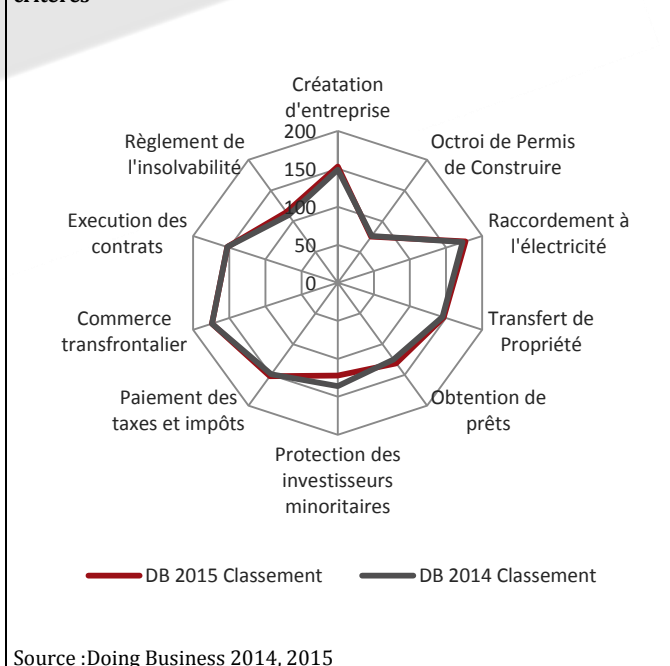 critères
Créatation
d'entreprise
200
Règlement de
l'insolvabilité
Octroi de Permis
de Construire
150
100
Execution des
contrats
Raccordement à
l'électricité
50
0
Commerce
transfrontalier
Transfert de
Propriété
Paiement des
taxes et impôts
Obtention de
prêts
Protection des
investisseurs
minoritaires
DB 2015 Classement
DB 2014 Classement
Source :Doing Business 2014, 2015